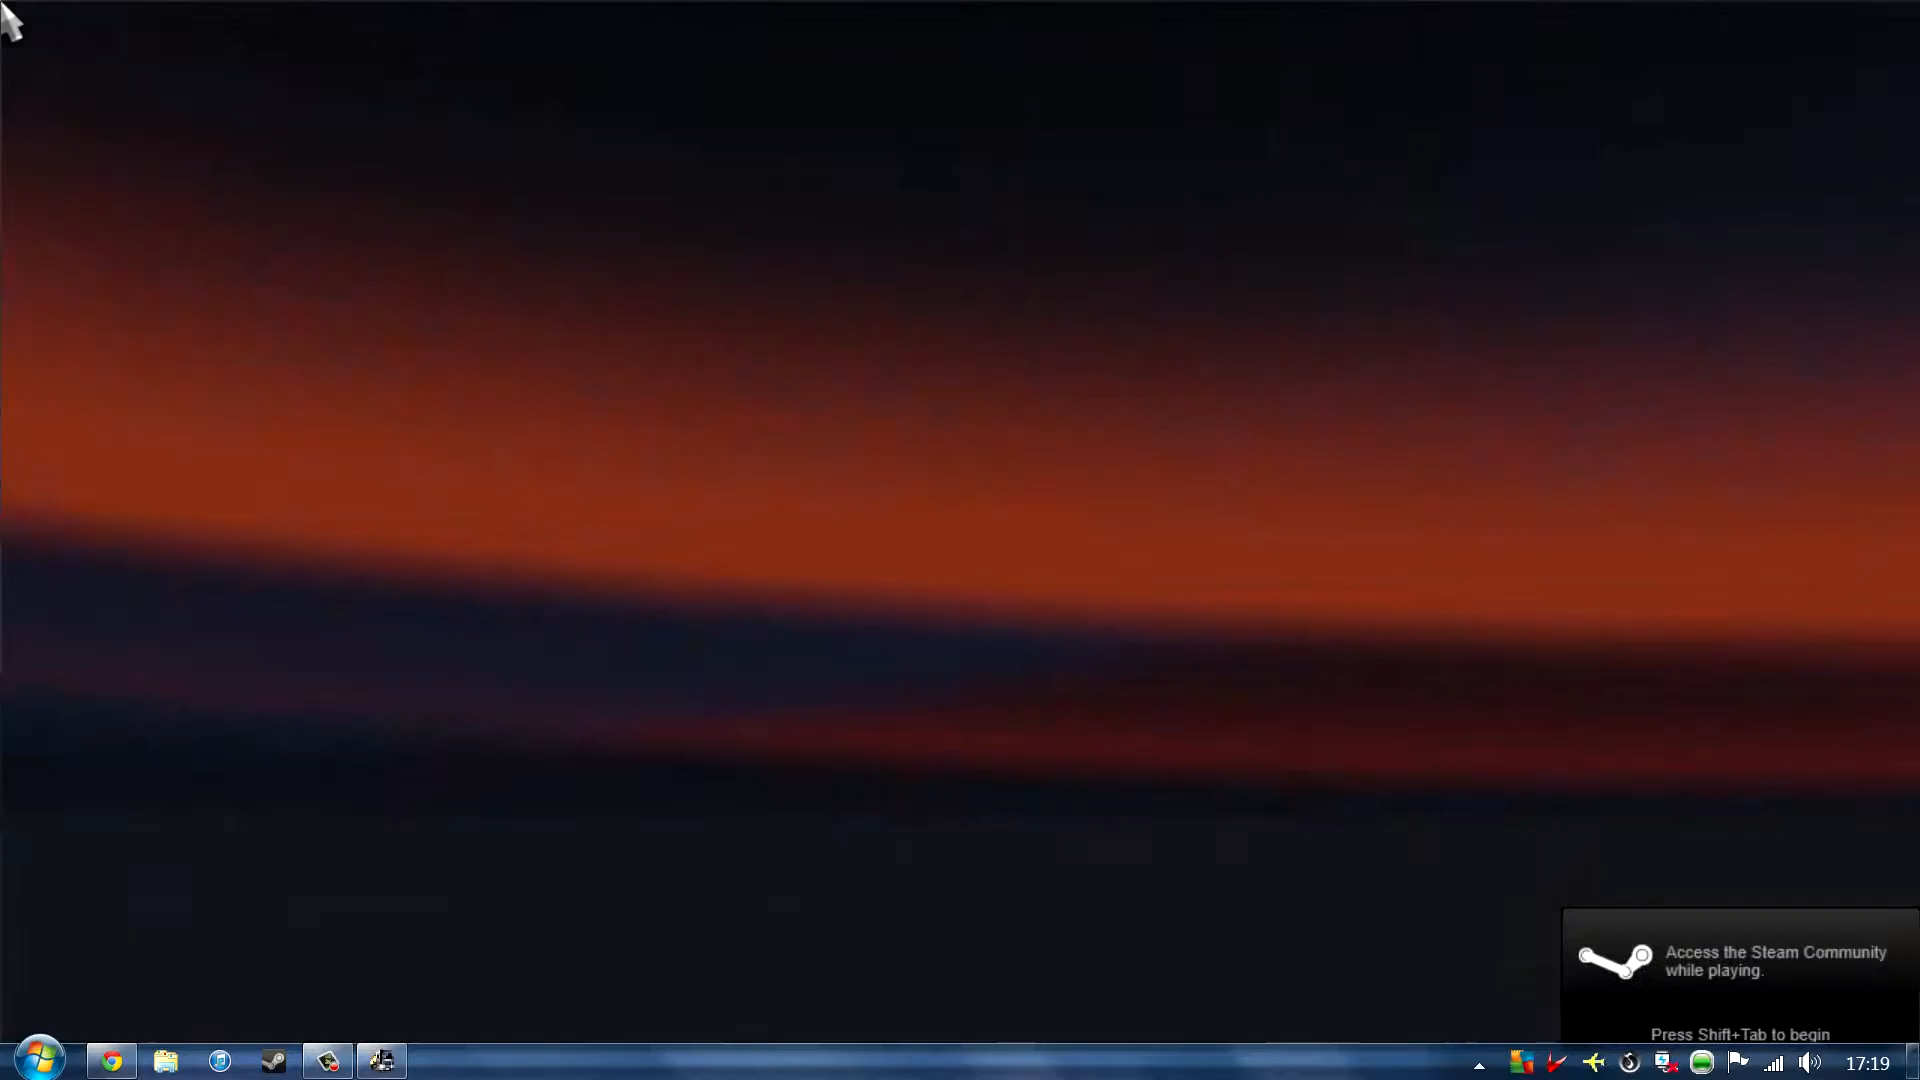 Access the Steam Community
while playing.
Press Shift+Tab to begin
17:19